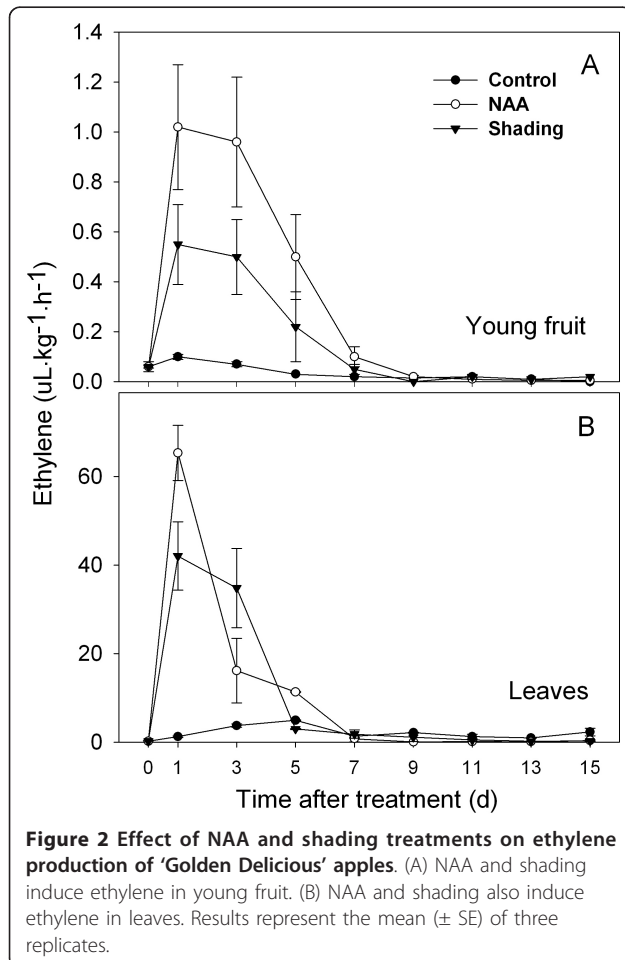 1.4
A
Control
1.2
NAA
Shading
1.0
0.8
0.6
0.4
Young fruit
0.2
0.0
Ethylene (uL·kg⁻¹·h⁻¹)
B
60
40
20
Leaves
0
0 1 3 5 7 9 11 13 15
Time after treatment (d)
Figure 2 Effect of NAA and shading treatments on ethylene
production of ‘Golden Delicious’ apples. (A) NAA and shading
induce ethylene in young fruit. (B) NAA and shading also induce
ethylene in leaves. Results represent the mean (± SE) of three
replicates.